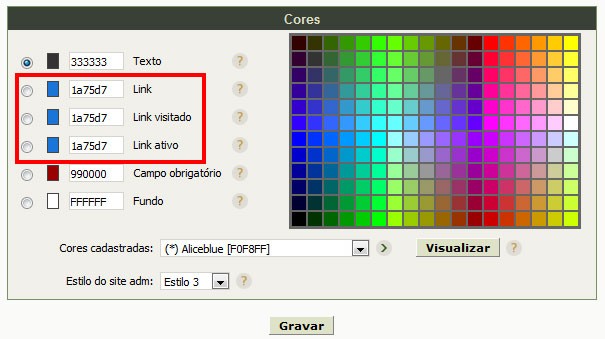 Cores
333333 Texto ?
1a75d7 Link ?
1a75d7 Link visitado ?
1a75d7 Link ativo ?
990000 Campo obrigatório ?
FFFFFF Fundo ?
Cores cadastradas: (*) Aliceblue [F0F8FF] Visualizar ?
Estilo do site adm: Estilo 3 ?
Gravar